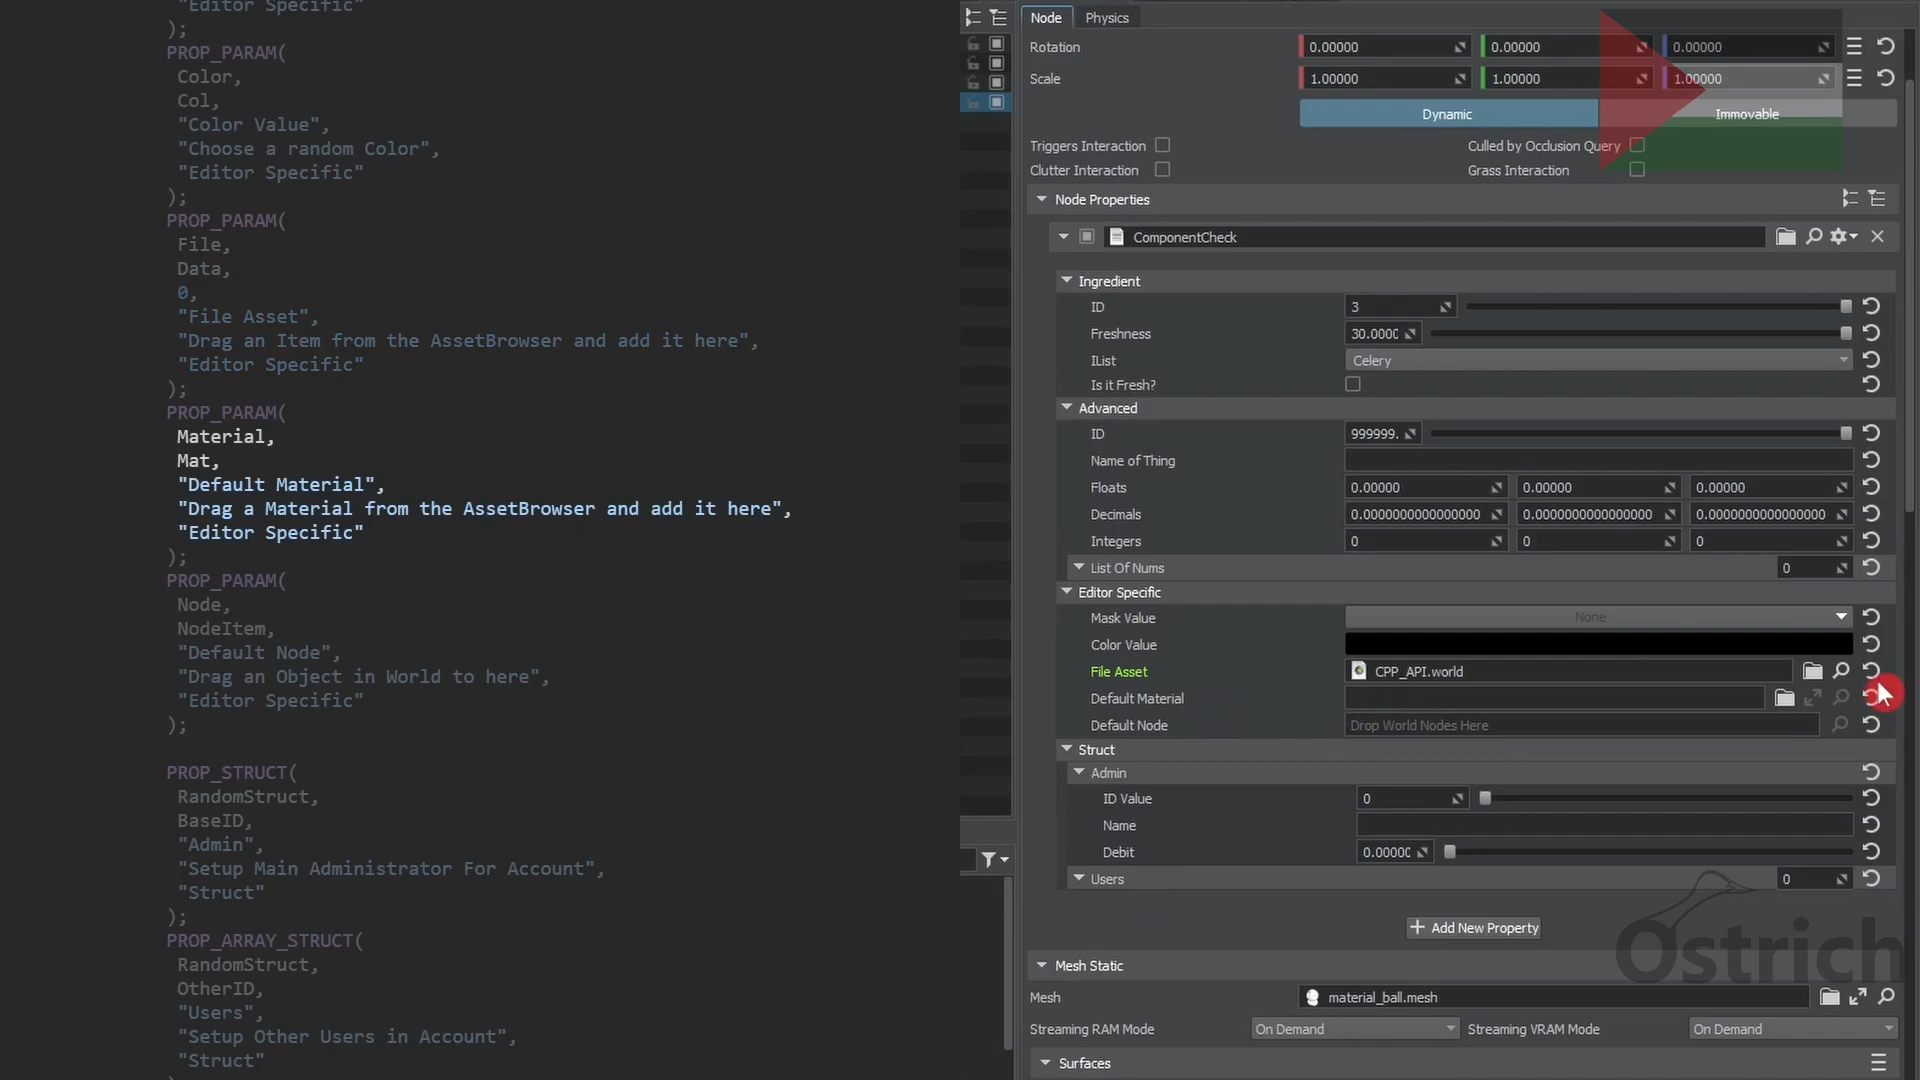 "Editor Specific"
);
PROP_PARAM(
Color,
Col,
"Color Value",
"Choose a random Color",
"Editor Specific"
);
PROP_PARAM(
File,
Data,
0,
"File Asset",
"Drag an Item from the AssetBrowser and add it here",
"Editor Specific"
);
PROP_PARAM(
Material,
Mat,
"Default Material",
"Drag a Material from the AssetBrowser and add it here",
"Editor Specific"
);
PROP_PARAM(
Node,
NodeItem,
"Default Node",
"Drag an Object in World to here",
"Editor Specific"
);
PROP_STRUCT(
RandomStruct,
BaseID,
"Admin",
"Setup Main Administrator For Account",
"Struct"
);
PROP_ARRAY_STRUCT(
RandomStruct,
OtherID,
"Users",
"Setup Other Users in Account",
"Struct"
Node Physics
Rotation 0.00000 0.00000 0.00000
Scale 1.00000 1.00000 1.00000
Dynamic Immovable
Triggers Interaction Culled by Occlusion Query
Clutter Interaction Grass Interaction
Node Properties
ComponentCheck
Ingredient
ID 3
Freshness 30.0000
IList Celery
Is it Fresh?
Advanced
ID 999999.
Name of Thing
Floats 0.00000 0.00000 0.00000
Decimals 0.0000000000000000 0.0000000000000000 0.0000000000000000
Integers 0 0 0
List Of Nums 0
Editor Specific
Mask Value None
Color Value
File Asset CPP_API.world
Default Material
Default Node Drop World Nodes Here
Struct
Admin
ID Value 0
Name
Debit 0.00000
Users 0
+ Add New Property
Ostrich
Mesh Static
Mesh material_ball.mesh
Streaming RAM Mode On Demand Streaming VRAM Mode On Demand
Surfaces